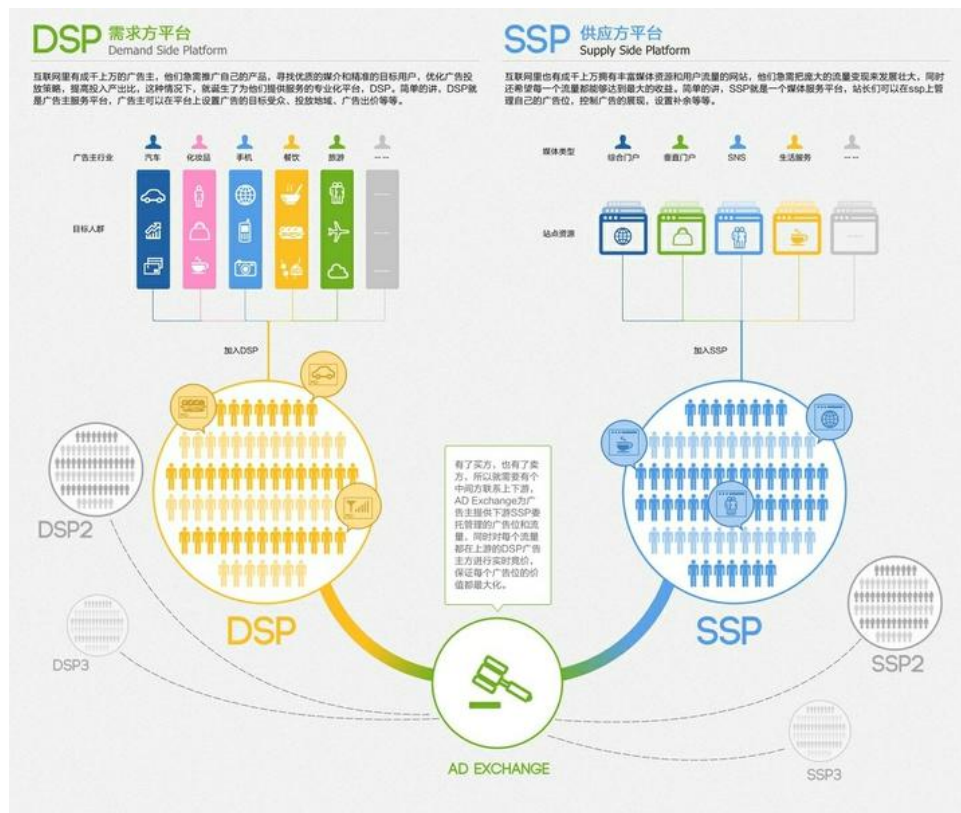 DSP 需求方平台
Demand Side Platform
互联网里有成千上万的广告主，他们急需推广自己的产品，寻找优质的媒介和精准的目标用户，优化广告投
放策略，提高投入产出比，这种情况下，就诞生了为他们提供服务的专业化平台，DSP。简单的讲，DSP就
是广告主服务平台，广告主可以在平台上设置广告的目标受众、投放地域、广告出价等等。
广告主行业 汽车 化妆品 手机 餐饮 旅游 ······
目标人群
加入DSP
DSP
DSP2
DSP3
SSP 供应方平台
Supply Side Platform
互联网里也有成千上万拥有丰富媒体资源和用户流量的网站，他们急需把庞大的流量变现来发展壮大，同时
还希望每一个流量都能够达到最大的收益。简单的讲，SSP就是一个媒体服务平台，站长们可以在ssp上管
理自己的广告位，控制广告的展现，设置补余等等。
媒体类型 综合门户 垂直门户 SNS 生活服务 ······
站点资源
加入SSP
SSP
SSP2
SSP3
有了买方，也有了卖
方，所以就需要有个
中间方联系上下游，
AD Exchange为广
告主提供下游SSP委
托管理的广告位和流
量，同时对每个流量
都在上游的DSP广告
主方进行实时竞价，
保证每个广告位的价
值都最大化。
AD EXCHANGE